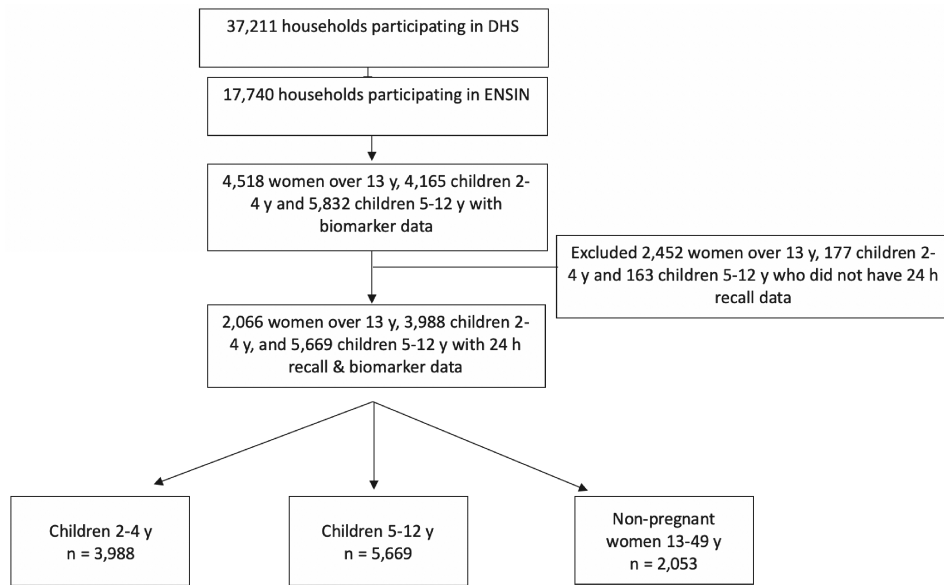 37,211 households participating in DHS
17,740 households participating in ENSIN
4,518 women over 13 y, 4,165 children 2-
4 y and 5,832 children 5-12 y with
biomarker data
Excluded 2,452 women over 13 y, 177 children 2-
4 y and 163 children 5-12 y who did not have 24 h
recall data
2,066 women over 13 y, 3,988 children 2-
4 y, and 5,669 children 5-12 y with 24 h
recall & biomarker data
Children 2-4 y
n = 3,988
Children 5-12 y
n = 5,669
Non-pregnant
women 13-49 y
n = 2,053